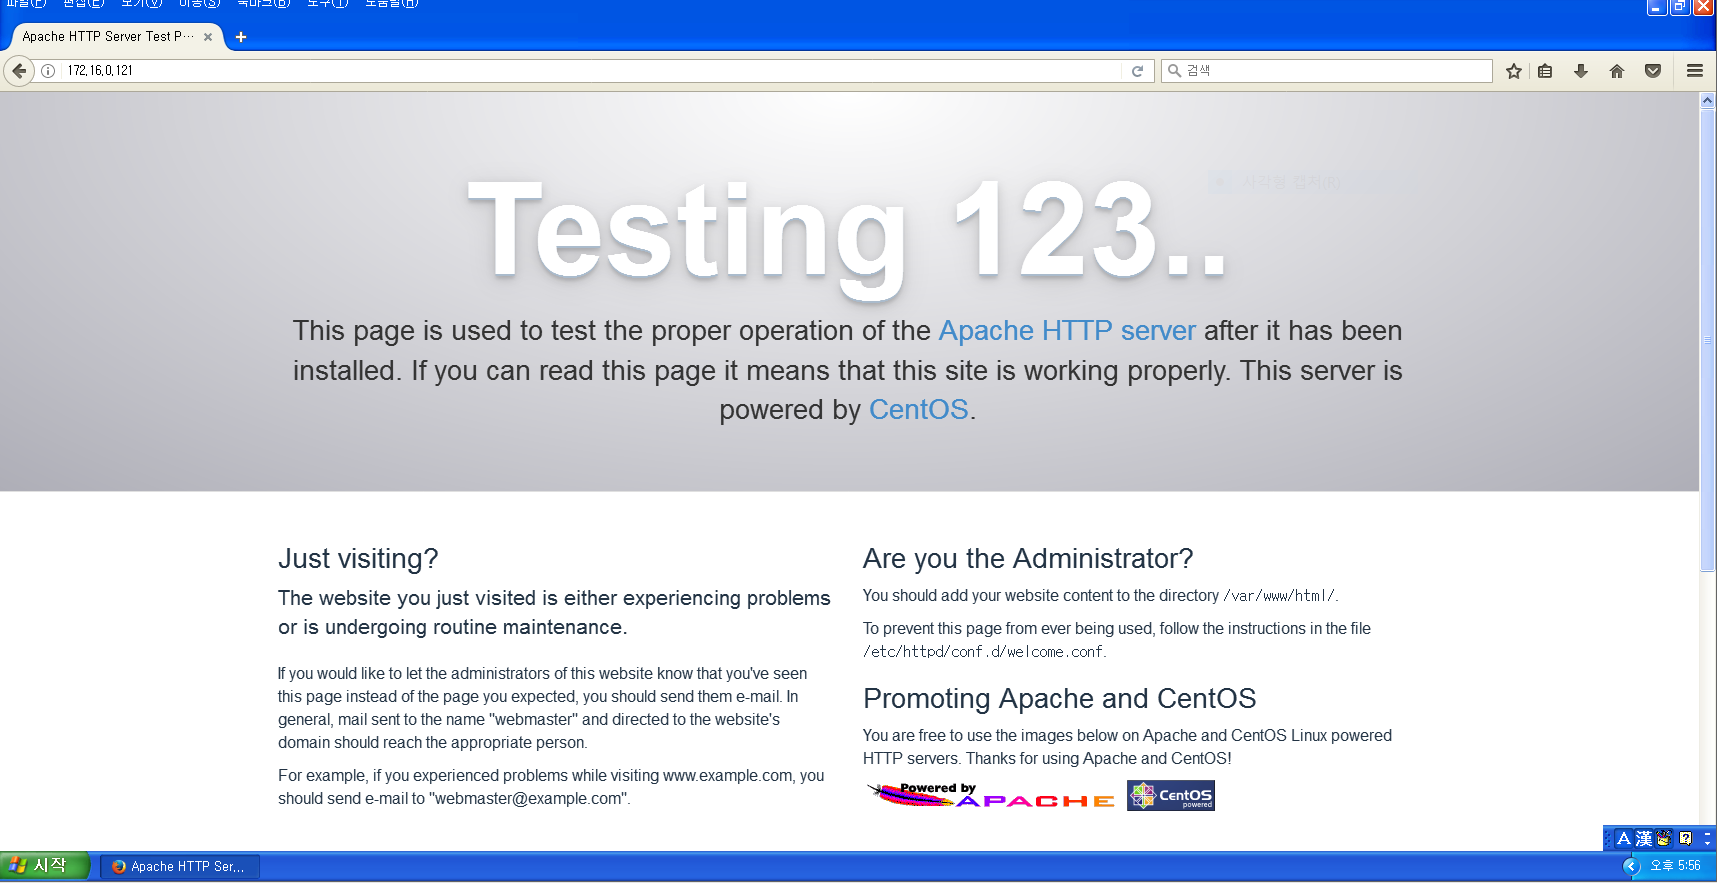 파일(F) 편집(E) 보기(V) 이동(S) 북마크(B) 도구(T) 도움말(H)
Apache HTTP Server Test P...
172.16.0.121
검색
사각형 캡처(R)
Testing 123..
This page is used to test the proper operation of the Apache HTTP server after it has been
installed. If you can read this page it means that this site is working properly. This server is
powered by CentOS.
Just visiting?
The website you just visited is either experiencing problems
or is undergoing routine maintenance.
If you would like to let the administrators of this website know that you've seen
this page instead of the page you expected, you should send them e-mail. In
general, mail sent to the name "webmaster" and directed to the website's
domain should reach the appropriate person.
For example, if you experienced problems while visiting www.example.com, you
should send e-mail to "webmaster@example.com".
Are you the Administrator?
You should add your website content to the directory /var/www/html/.
To prevent this page from ever being used, follow the instructions in the file
/etc/httpd/conf.d/welcome.conf.
Promoting Apache and CentOS
You are free to use the images below on Apache and CentOS Linux powered
HTTP servers. Thanks for using Apache and CentOS!
Powered by
APACHE
CentOS
powered
A 漢
시작
Apache HTTP Ser...
오후 5:56